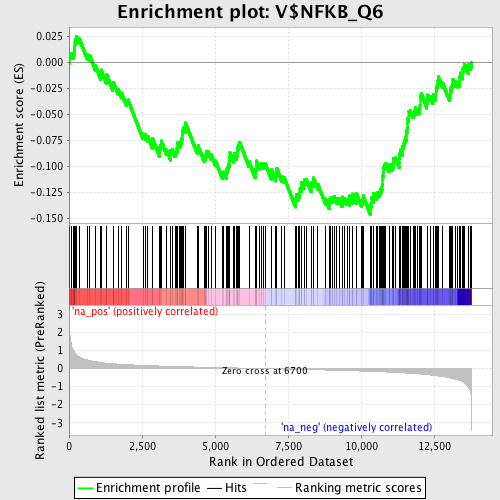 Enrichment plot: V$NFKB_Q6
Enrichment score (ES)
0.025
0.000
-0.025
-0.050
-0.075
-0.100
-0.125
-0.150
Ranked list metric (PreRanked)
3
2
1
0
-1
-2
-3
'na_pos' (positively correlated)
Zero cross at 6700
'na_neg' (negatively correlated)
0
2,500
5,000
7,500
10,000
12,500
Rank in Ordered Dataset
Enrichment profile
Hits
Ranking metric scores